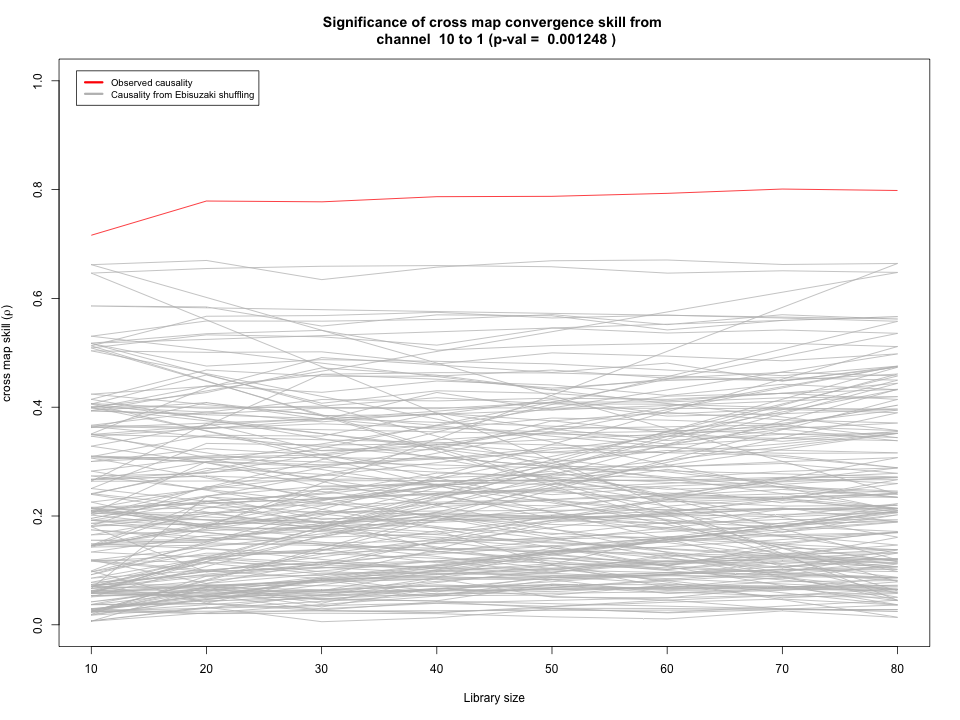 Significance of cross map convergence skill from
channel  10 to 1 (p-val =  0.001248 )
Observed causality
Causality from Ebisuzaki shuffling
1.0
0.8
0.6
0.4
0.2
0.0
cross map skill (ρ)
10 20 30 40 50 60 70 80
Library size